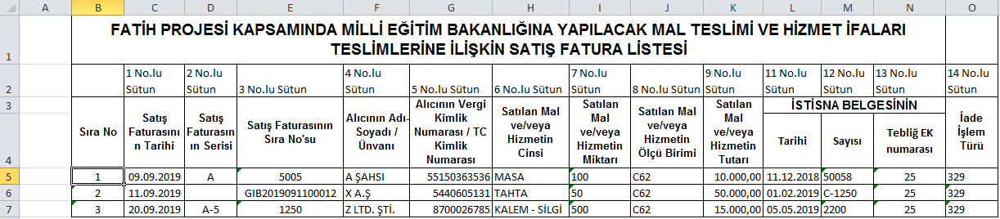 A B C D E F G H I J K L M N O
1 FATİH PROJESİ KAPSAMINDA MİLLİ EĞİTİM BAKANLIĞINA YAPILACAK MAL TESLİMİ VE HİZMET İFALARI
TESLİMLERİNE İLİŞKİN SATIŞ FATURA LİSTESİ
2 1 No.lu Sütun 2 No.lu Sütun 3 No.lu Sütun 4 No.lu Sütun 5 No.lu Sütun 6 No.lu Sütun 7 No.lu Sütun 8 No.lu Sütun 9 No.lu Sütun 11 No.lu Sütun 12 No.lu Sütun 13 No.lu Sütun 14 No.lu Sütun
3 İSTİSNA BELGESİNİN
4 Sıra No Satış Faturasını n Tarihi Satış Faturasın ın Serisi Satış Faturasının Sıra No'su Alıcının Adı-Soyadı / Ünvanı Alıcının Vergi Kimlik Numarası / TC Kimlik Numarası Satılan Mal ve/veya Hizmetin Cinsi Satılan Mal ve/veya Hizmetin Miktarı Satılan Mal ve/veya Hizmetin Ölçü Birimi Satılan Mal ve/veya Hizmetin Tutarı Tarihi Sayısı Tebliğ EK numarası İade İşlem Türü
5 1 09.09.2019 A 5005 A ŞAHSI 55150363536 MASA 100 C62 10.000,00 11.12.2018 50058 25 329
6 2 11.09.2019 GIB2019091100012 X A.Ş 5440605131 TAHTA 50 C62 50.000,00 01.02.2019 C-1250 25 329
7 3 20.09.2019 A-5 1250 Z LTD. ŞTİ. 8700026785 KALEM - SİLGİ 500 C62 15.000,00 05.05.2019 2200 25 329